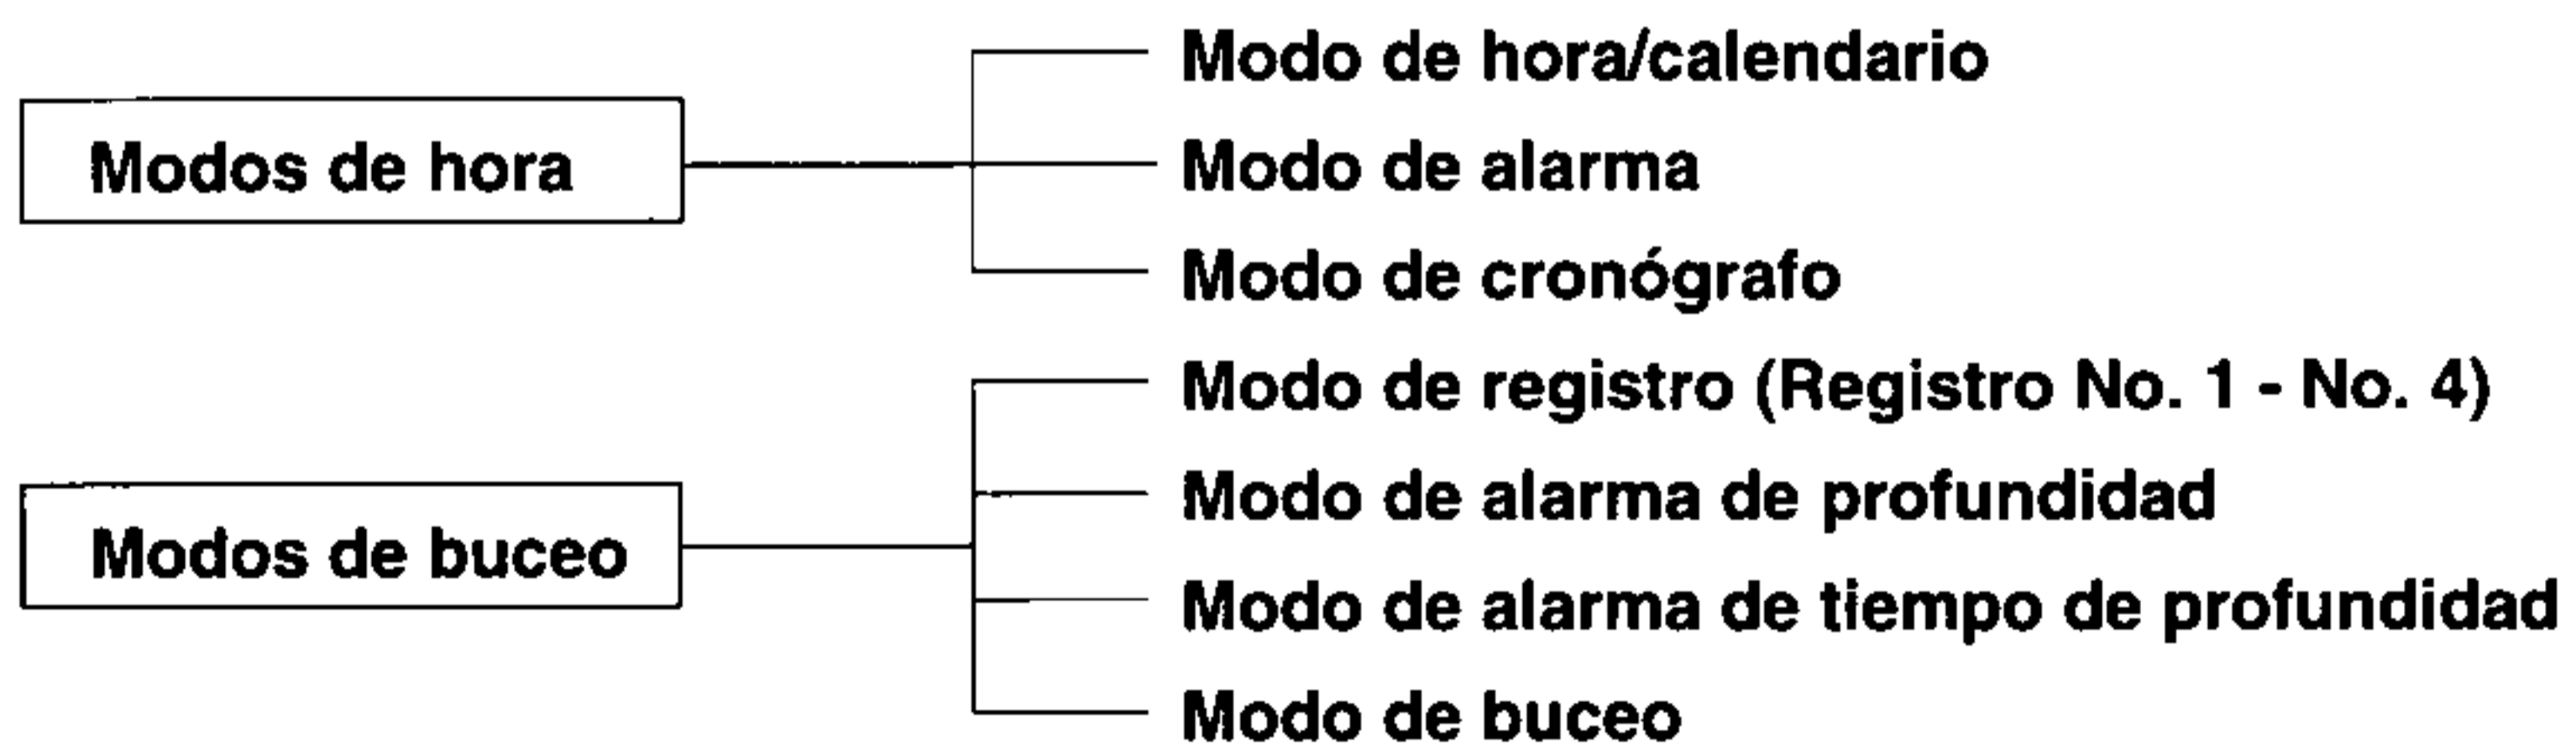 Modos de hora
Modo de hora/calendario
Modo de alarma
Modo de cronógrafo
Modos de buceo
Modo de registro (Registro No. 1 - No. 4)
Modo de alarma de profundidad
Modo de alarma de tiempo de profundidad
Modo de buceo